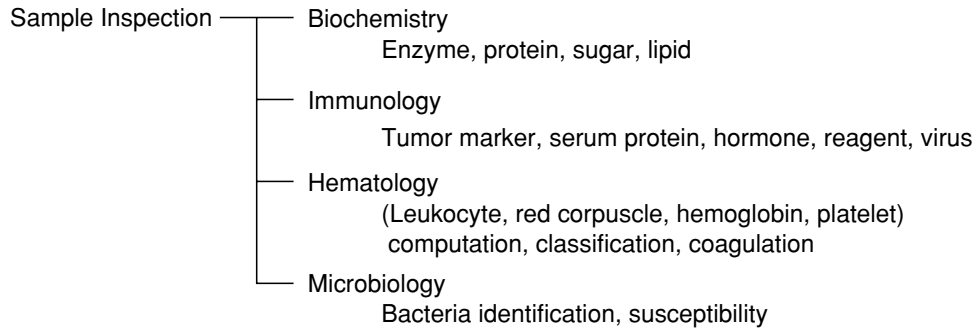 Sample Inspection
Biochemistry
Enzyme, protein, sugar, lipid
Immunology
Tumor marker, serum protein, hormone, reagent, virus
Hematology
(Leukocyte, red corpuscle, hemoglobin, platelet)
computation, classification, coagulation
Microbiology
Bacteria identification, susceptibility